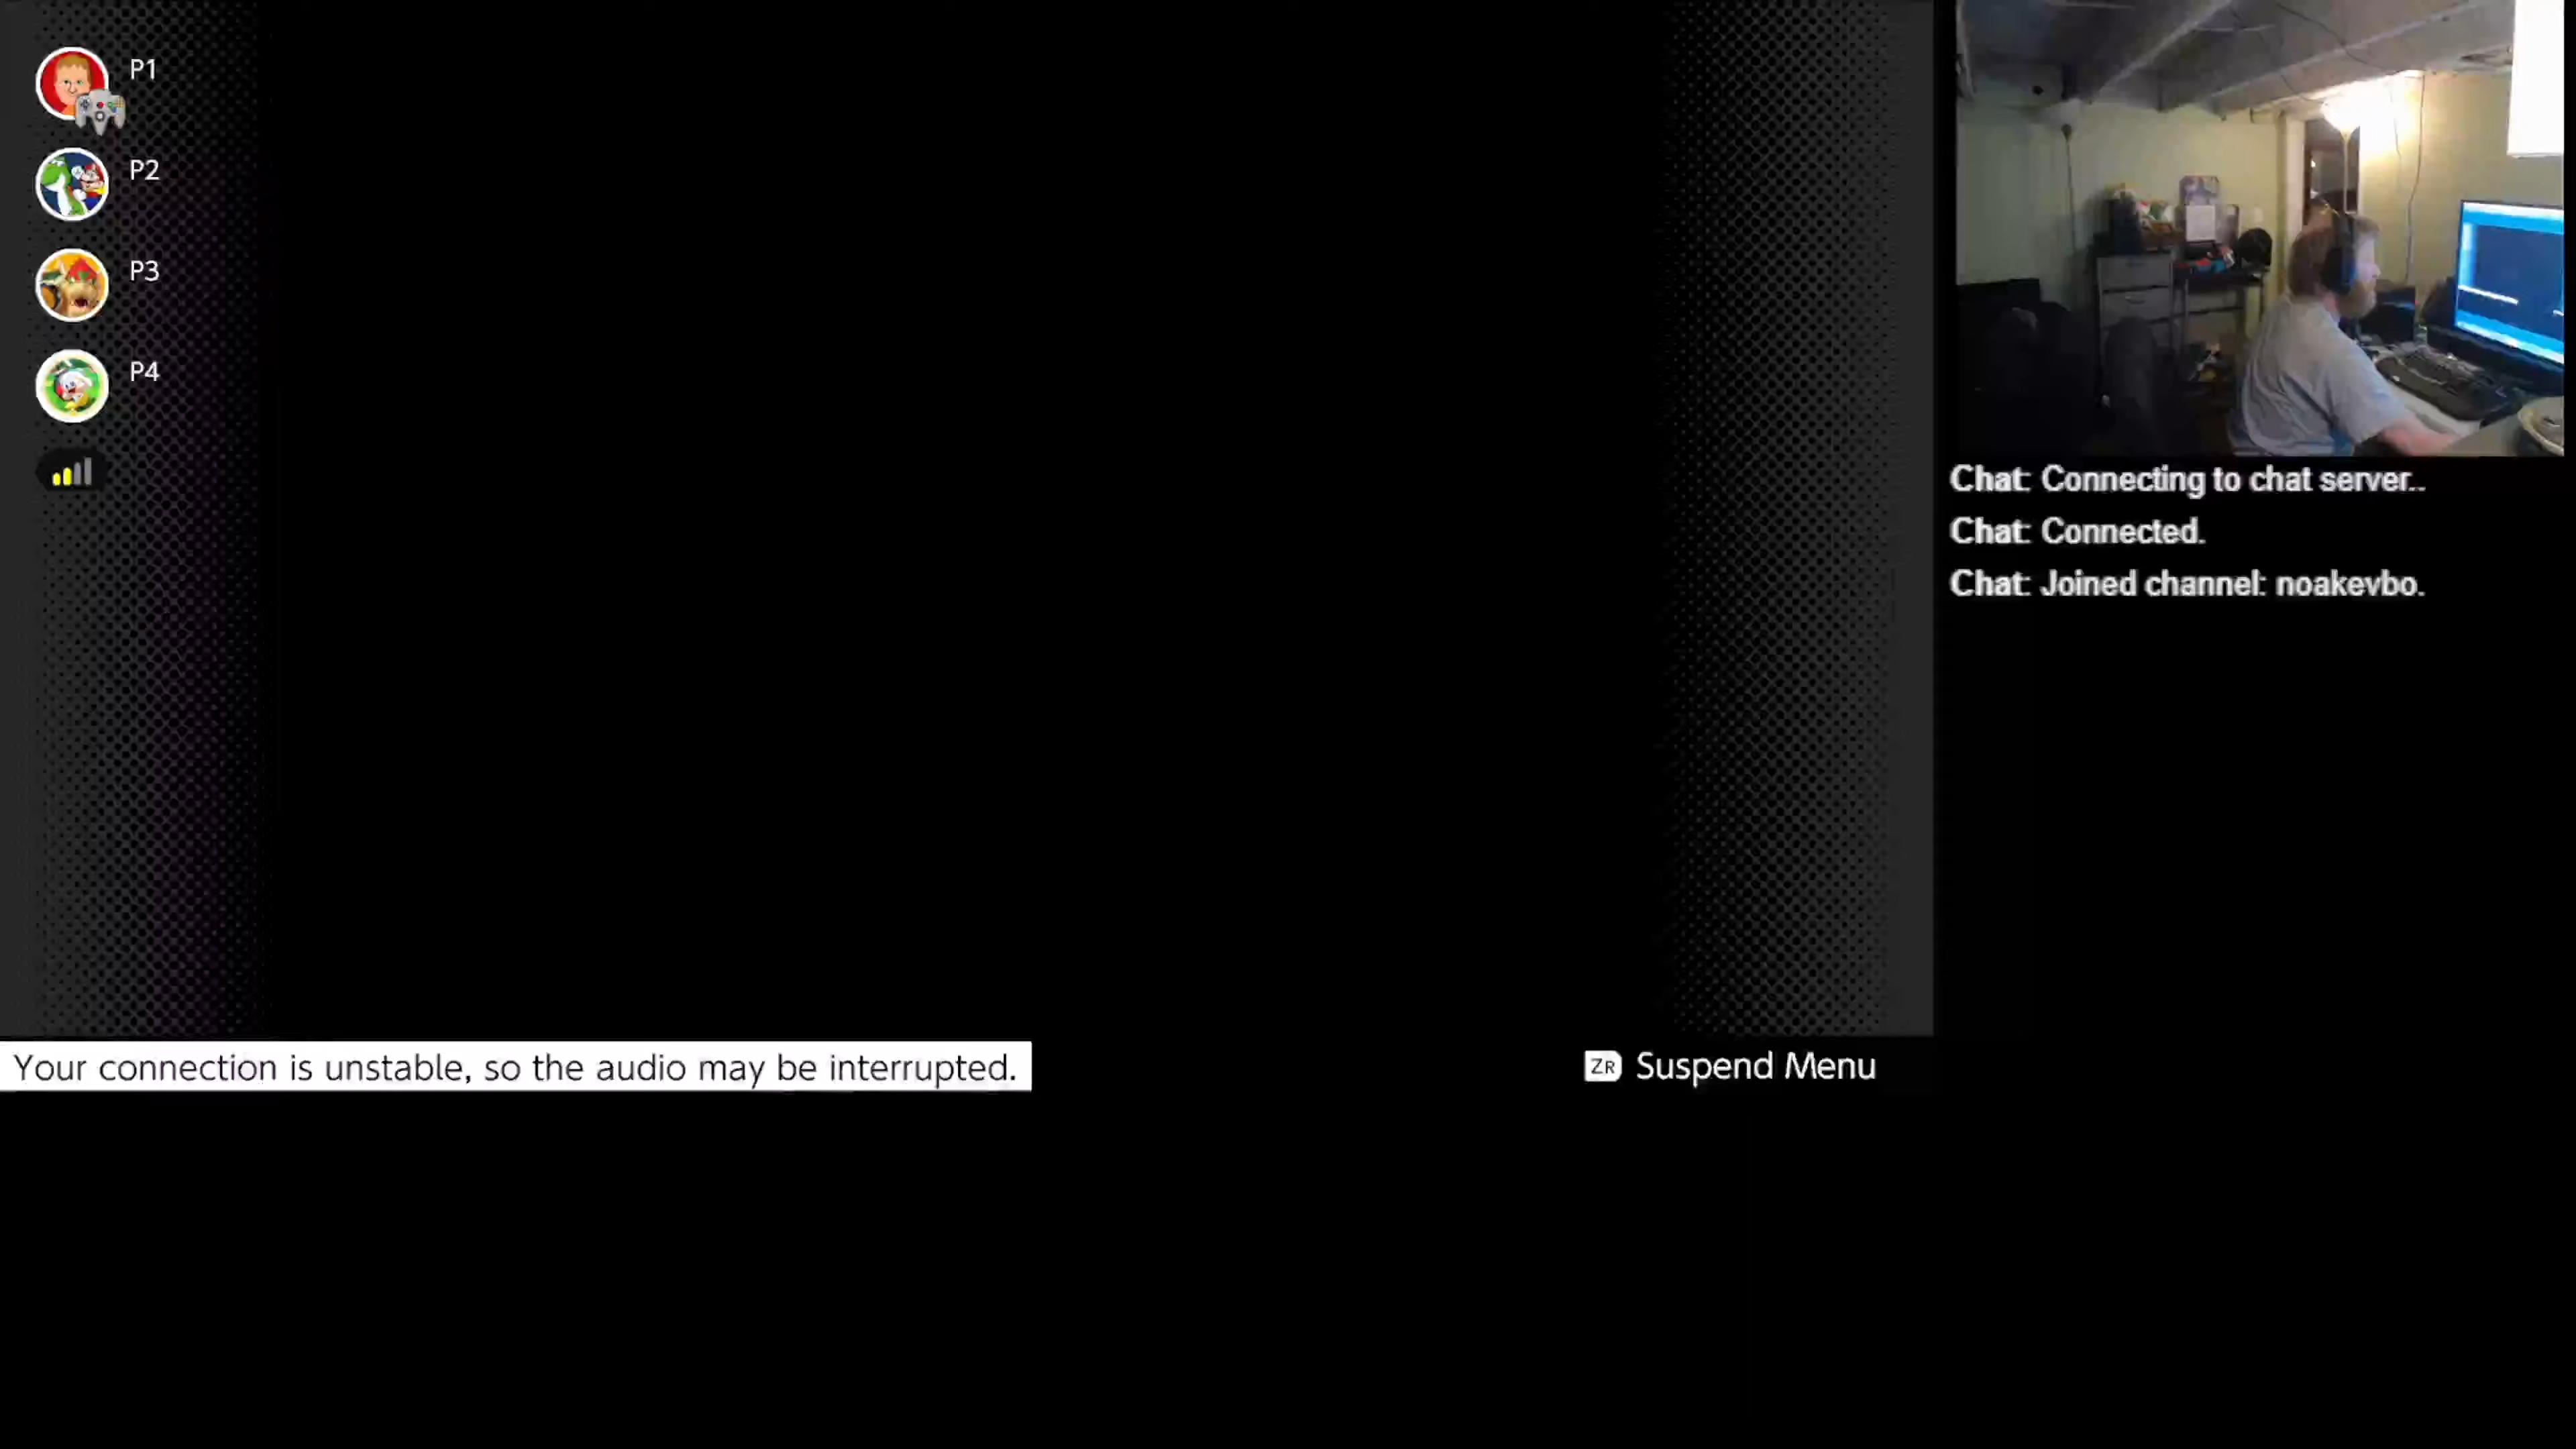 P1
P2
P3
P4
Chat: Connecting to chat server..
Chat: Connected.
Chat: Joined channel: noakevbo.
Your connection is unstable, so the audio may be interrupted.
ZR Suspend Menu